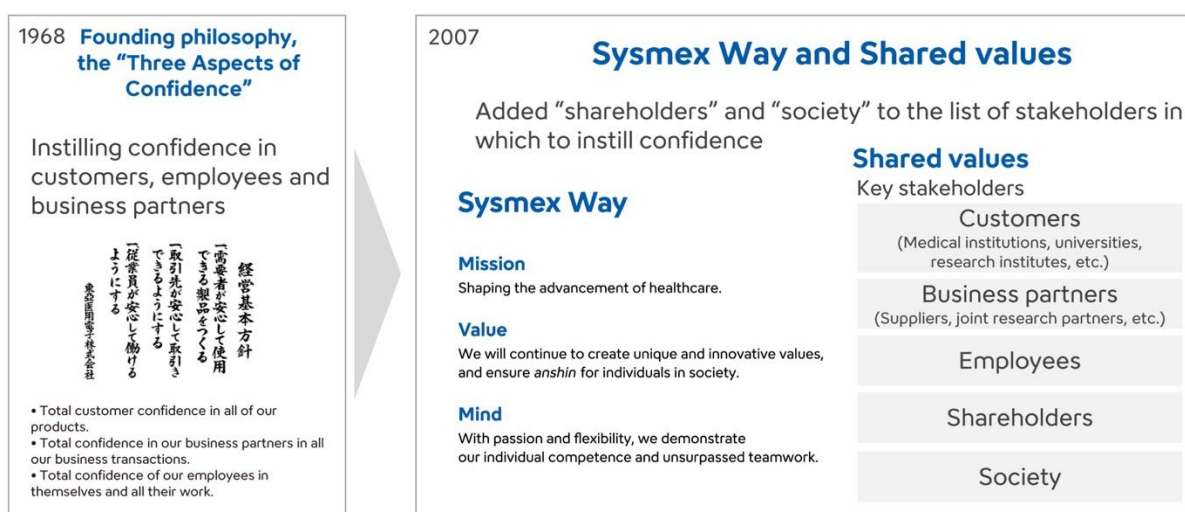 1968
Founding philosophy,
the “Three Aspects of
Confidence”
Instilling confidence in
customers, employees and
business partners
経営基本方針
一、需要者が安心して使用
できる製品をつくる
一、取引先が安心して取引き
できるようにする
一、従業員が安心して働ける
ようにする
東亞医用電子株式会社
• Total customer confidence in all of our
products.
• Total confidence in our business partners in all
our business transactions.
• Total confidence of our employees in
themselves and all their work.
2007
Sysmex Way and Shared values
Added “shareholders” and “society” to the list of stakeholders in
which to instill confidence
Sysmex Way
Mission
Shaping the advancement of healthcare.
Value
We will continue to create unique and innovative values,
and ensure anshin for individuals in society.
Mind
With passion and flexibility, we demonstrate
our individual competence and unsurpassed teamwork.
Shared values
Key stakeholders
Customers
(Medical institutions, universities,
research institutes, etc.)
Business partners
(Suppliers, joint research partners, etc.)
Employees
Shareholders
Society